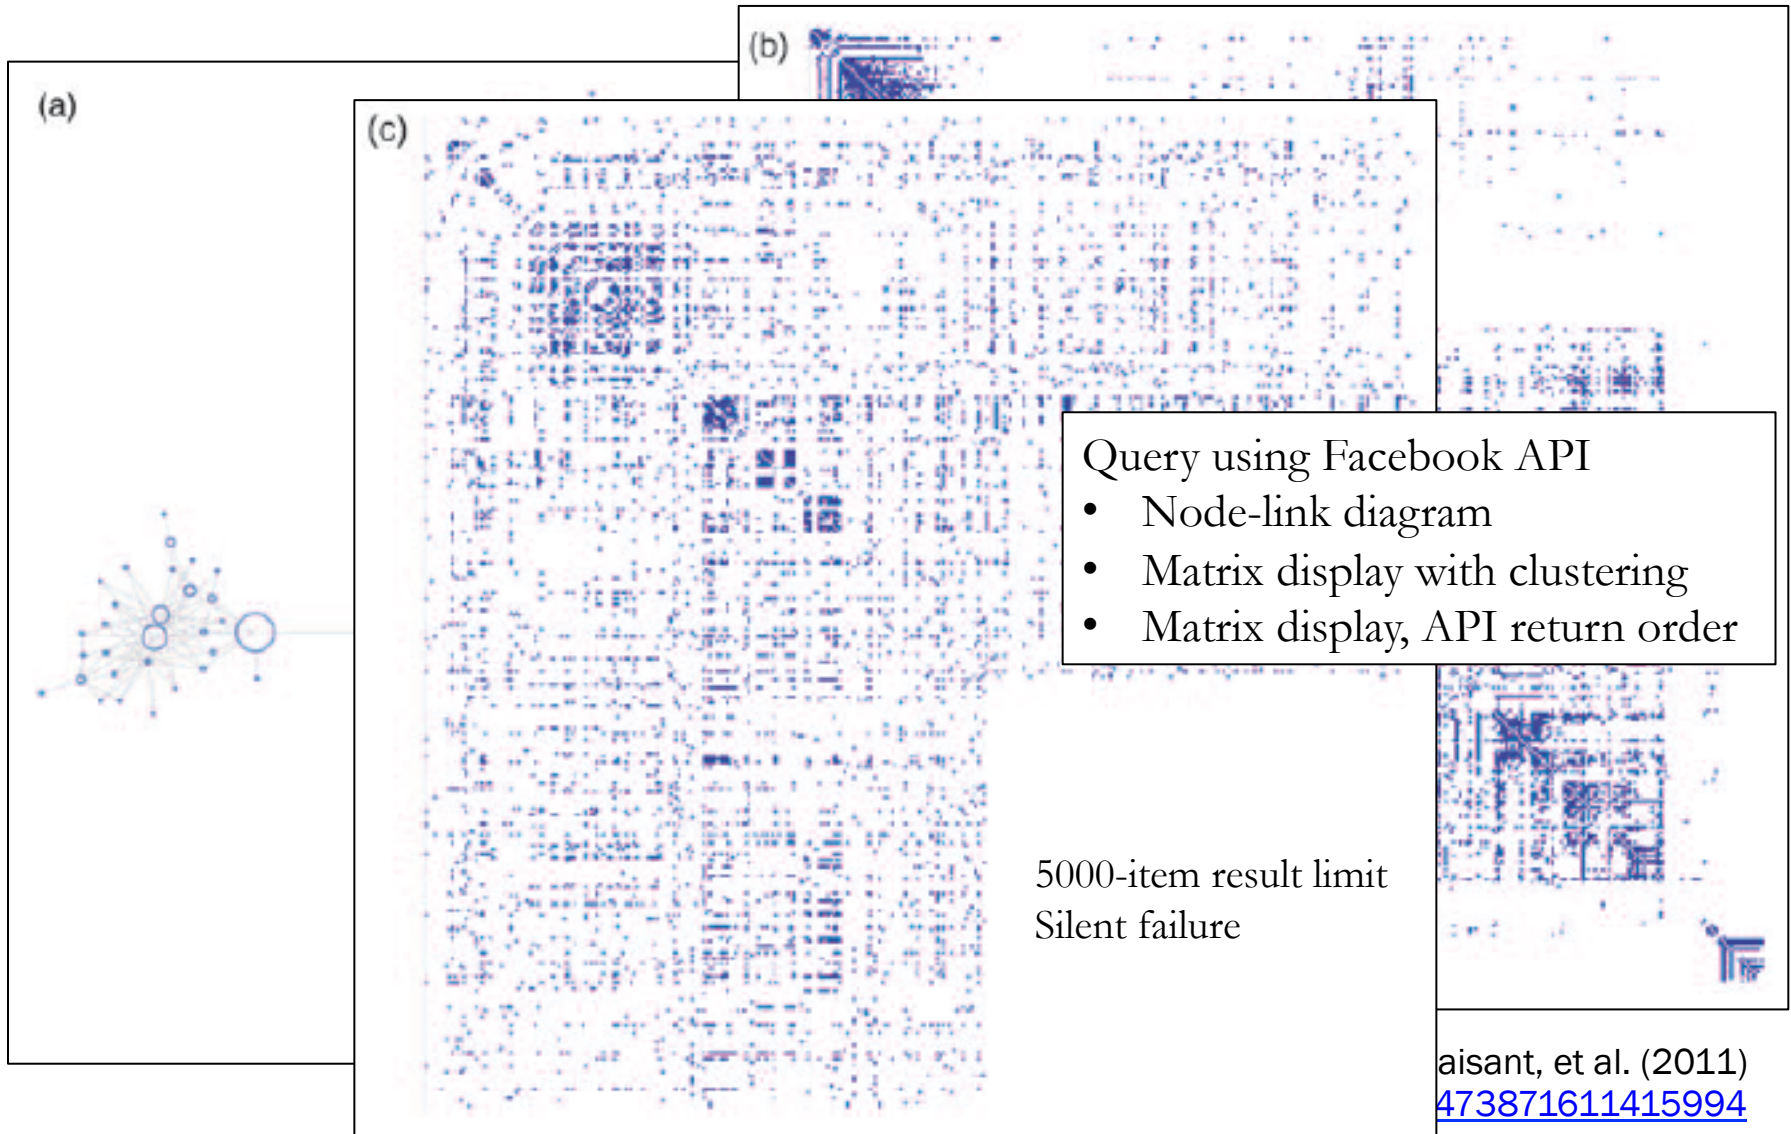 (b)
(a)
(c)
Query using Facebook API
• Node-link diagram
• Matrix display with clustering
• Matrix display, API return order
5000-item result limit
Silent failure
aisant, et al. (2011)
473871611415994